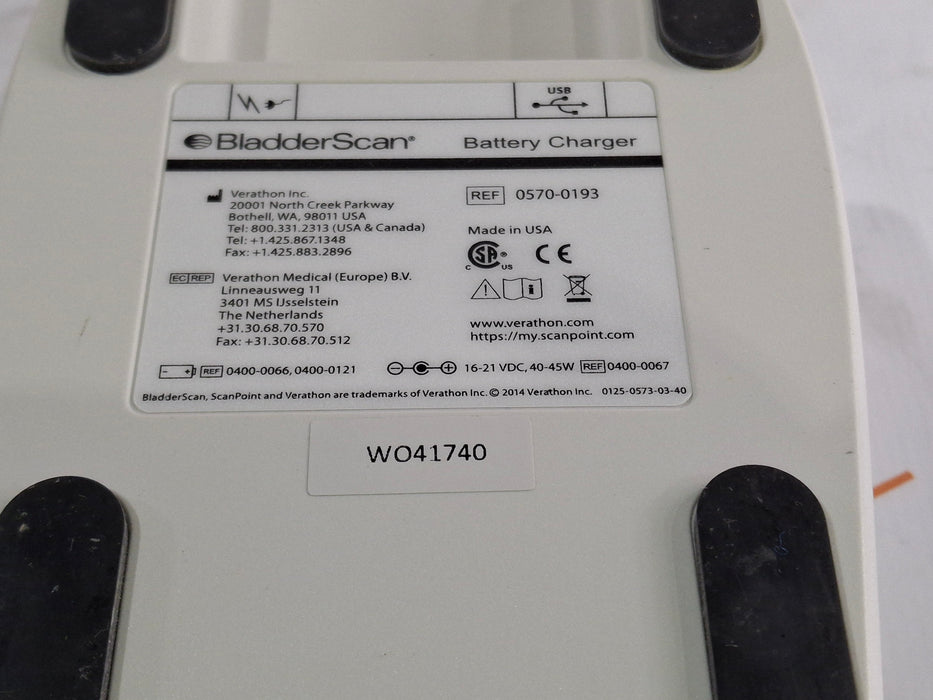 USB
BladderScan® Battery Charger
Verathon Inc.
20001 North Creek Parkway
Bothell, WA, 98011 USA
Tel: 800.331.2313 (USA & Canada)
Tel: +1.425.867.1348
Fax: +1.425.883.2896
EC REP Verathon Medical (Europe) B.V.
Linneausweg 11
3401 MS IJsselstein
The Netherlands
+31.30.68.70.570
Fax: +31.30.68.70.512
REF 0570-0193
Made in USA
C SA® US CE
www.verathon.com
https://my.scanpoint.com
REF 0400-0066, 0400-0121
16-21 VDC, 40-45W REF 0400-0067
BladderScan, ScanPoint and Verathon are trademarks of Verathon Inc. © 2014 Verathon Inc. 0125-0573-03-40
WO41740